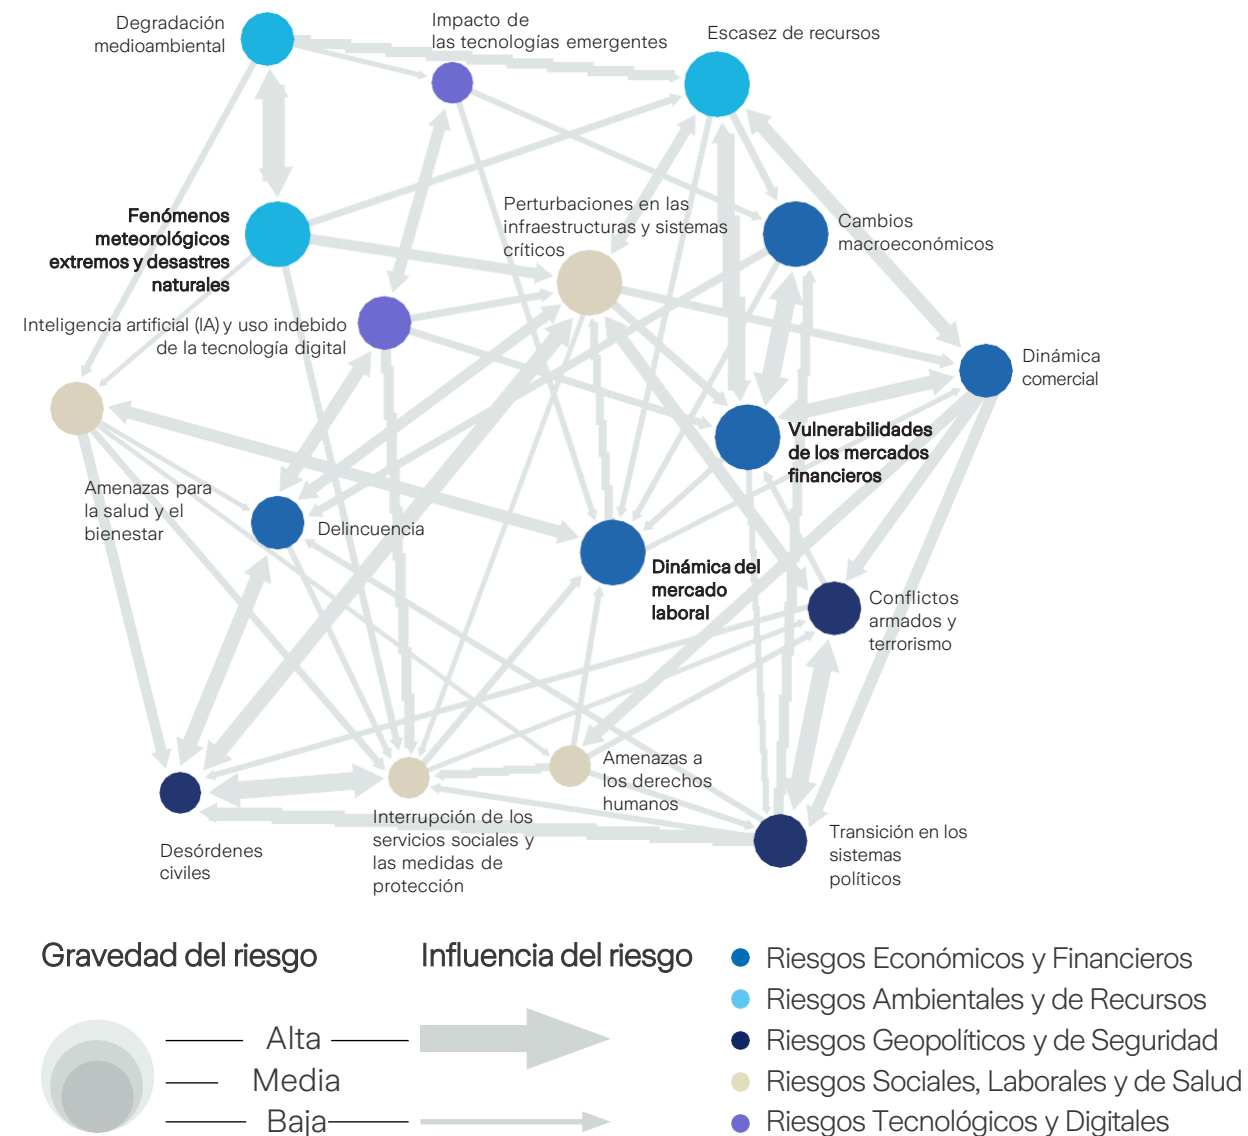 Degradación
medioambiental
Impacto de
las tecnologías emergentes
Escasez de recursos
Fenómenos
meteorológicos
extremos y desastres
naturales
Perturbaciones en las
infraestructuras y sistemas
críticos
Cambios
macroeconómicos
Inteligencia artificial (IA) y uso indebido
de la tecnología digital
Dinámica
comercial
Vulnerabilidades
de los mercados
financieros
Amenazas para
la salud y el
bienestar
Delincuencia
Dinámica del
mercado
laboral
Conflictos
armados y
terrorismo
Amenazas a
los derechos
humanos
Interrupción de los
servicios sociales y
las medidas de
protección
Desórdenes
civiles
Transición en los
sistemas
políticos
Gravedad del riesgo
Alta
Media
Baja
Influencia del riesgo
Riesgos Económicos y Financieros
Riesgos Ambientales y de Recursos
Riesgos Geopolíticos y de Seguridad
Riesgos Sociales, Laborales y de Salud
Riesgos Tecnológicos y Digitales